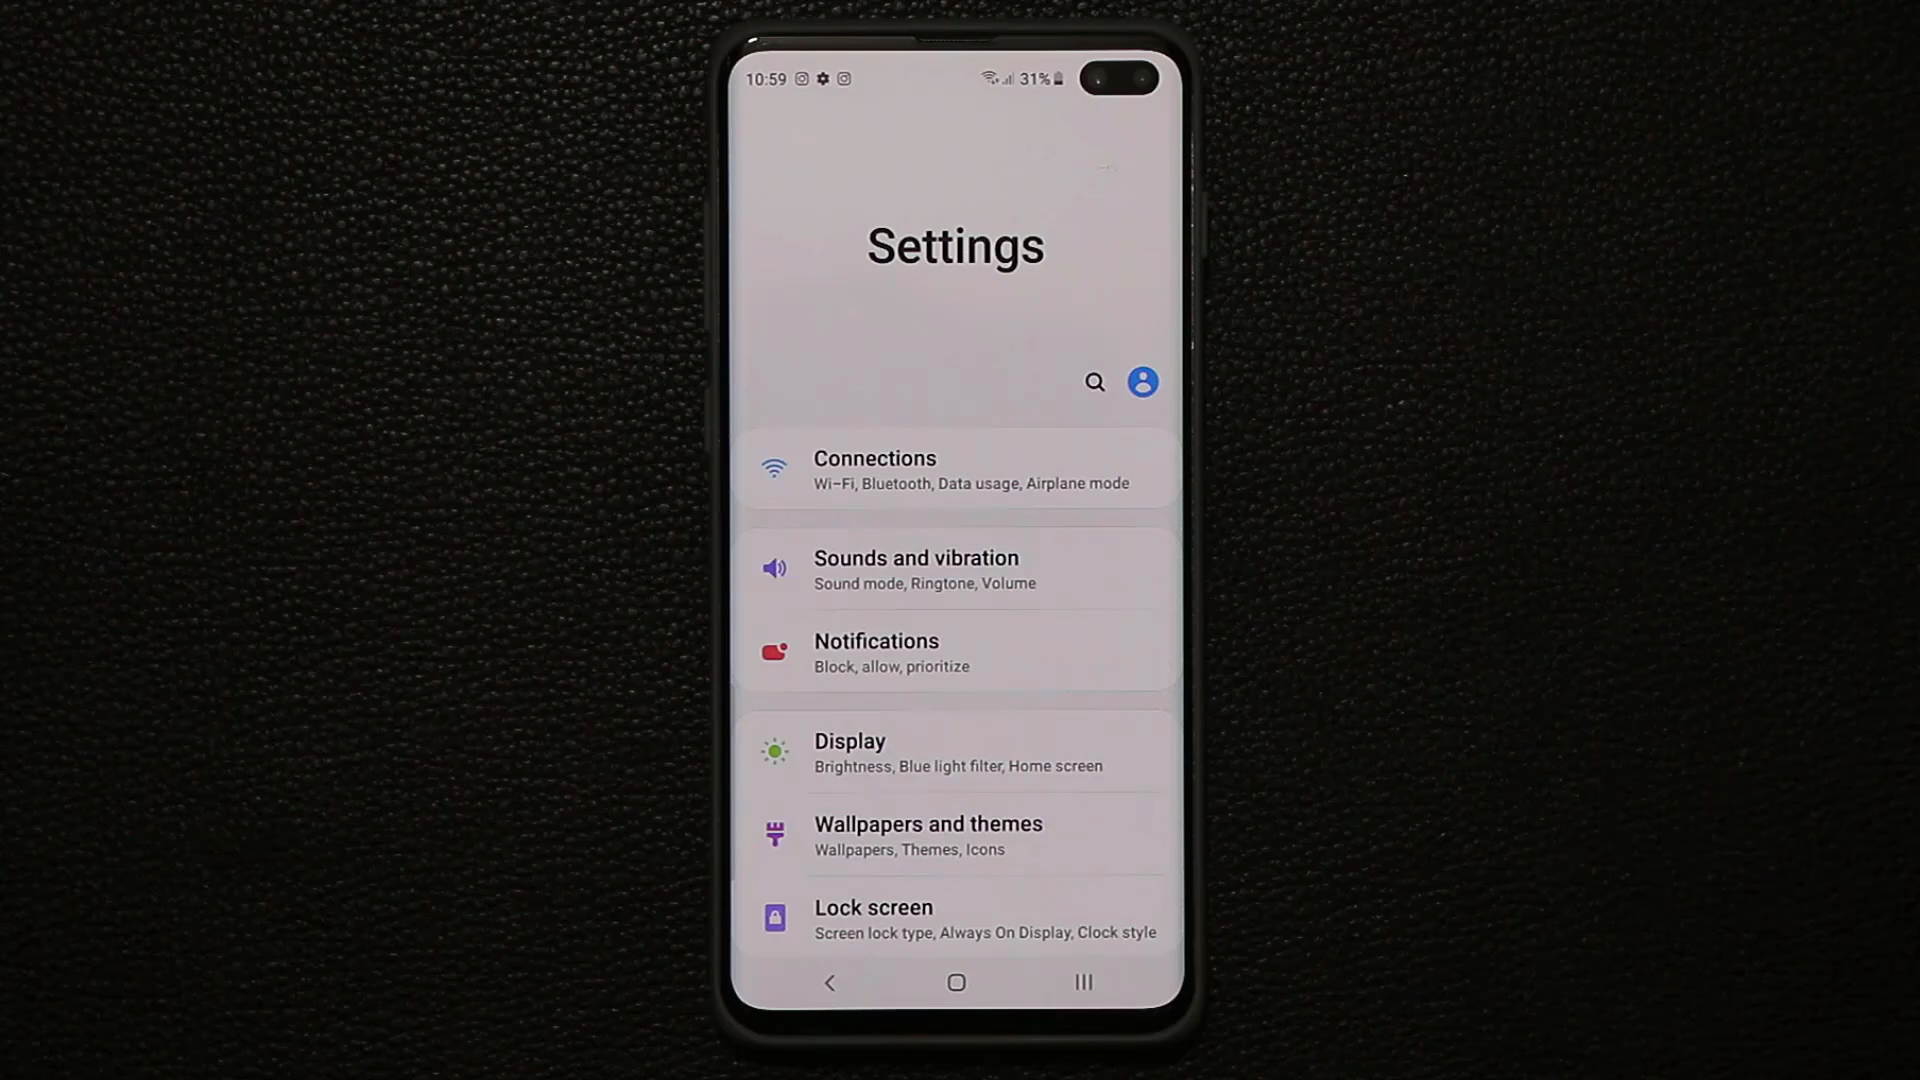 10:59 31%
Settings
Connections
Wi-Fi, Bluetooth, Data usage, Airplane mode
Sounds and vibration
Sound mode, Ringtone, Volume
Notifications
Block, allow, prioritize
Display
Brightness, Blue light filter, Home screen
Wallpapers and themes
Wallpapers, Themes, Icons
Lock screen
Screen lock type, Always On Display, Clock style